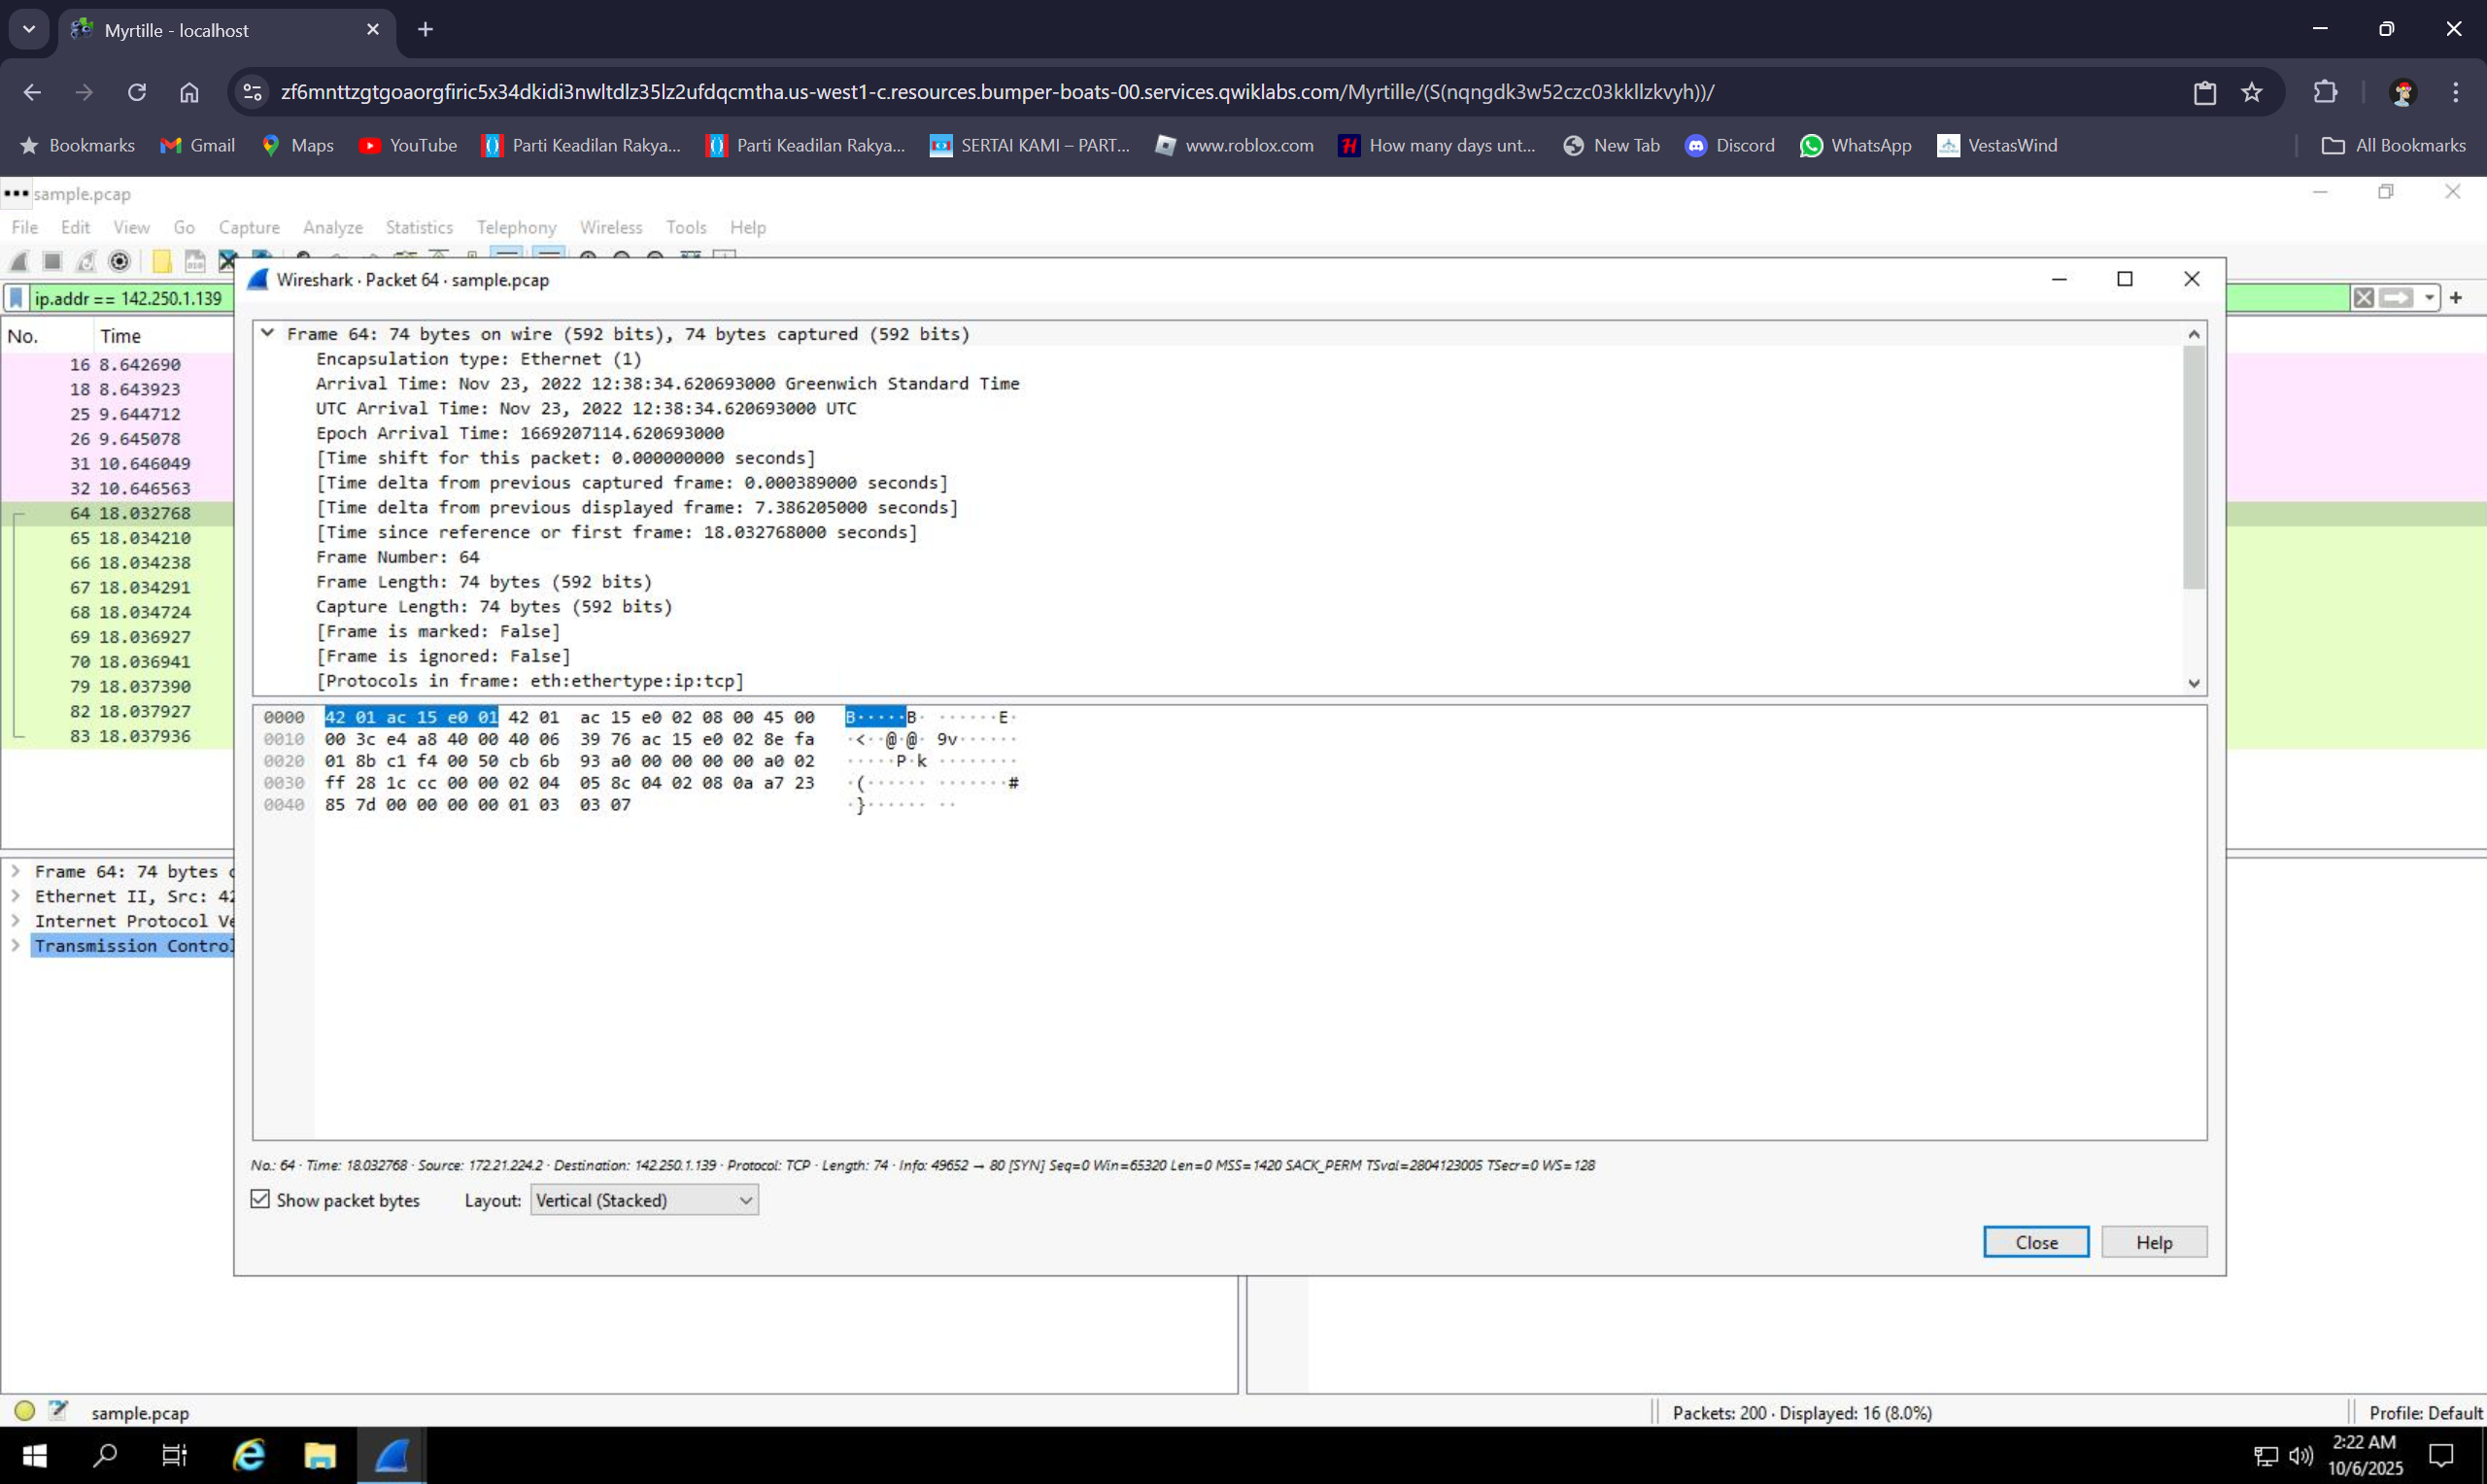 Myrtille - localhost
zf6mnttzgtgoaorgfiric5x34dkidi3nwltdlz35lz2ufdqcmtha.us-west1-c.resources.bumper-boats-00.services.qwiklabs.com/Myrtille/(S(nqngdk3w52czc03kkllzkvyh))/
Bookmarks Gmail Maps YouTube Parti Keadilan Rakya... Parti Keadilan Rakya... SERTAI KAMI – PART... www.roblox.com How many days unt... New Tab Discord WhatsApp VestasWind All Bookmarks
sample.pcap
File Edit View Go Capture Analyze Statistics Telephony Wireless Tools Help
Wireshark · Packet 64 · sample.pcap
ip.addr == 142.250.1.139
No. Time
16 8.642690
18 8.643923
25 9.644712
26 9.645078
31 10.646049
32 10.646563
64 18.032768
65 18.034210
66 18.034238
67 18.034291
68 18.034724
69 18.036927
70 18.036941
79 18.037390
82 18.037927
83 18.037936
Frame 64: 74 bytes on wire (592 bits), 74 bytes captured (592 bits)
Encapsulation type: Ethernet (1)
Arrival Time: Nov 23, 2022 12:38:34.620693000 Greenwich Standard Time
UTC Arrival Time: Nov 23, 2022 12:38:34.620693000 UTC
Epoch Arrival Time: 1669207114.620693000
[Time shift for this packet: 0.000000000 seconds]
[Time delta from previous captured frame: 0.000389000 seconds]
[Time delta from previous displayed frame: 7.386205000 seconds]
[Time since reference or first frame: 18.032768000 seconds]
Frame Number: 64
Frame Length: 74 bytes (592 bits)
Capture Length: 74 bytes (592 bits)
[Frame is marked: False]
[Frame is ignored: False]
[Protocols in frame: eth:ethertype:ip:tcp]
0000 42 01 ac 15 e0 01 42 01 ac 15 e0 02 08 00 45 00 B·····B· ······E·
0010 00 3c e4 a8 40 00 40 06 39 76 ac 15 e0 02 8e fa ·<··@·@· 9v······
0020 01 8b c1 f4 00 50 cb 6b 93 a0 00 00 00 00 a0 02 ·····P·k ········
0030 ff 28 1c cc 00 00 02 04 05 8c 04 02 08 0a a7 23 ·(······ ·······#
0040 85 7d 00 00 00 00 01 03 03 07 ·}······ ··
Frame 64: 74 bytes
Ethernet II, Src: 42
Internet Protocol Ve
Transmission Control
No.: 64 · Time: 18.032768 · Source: 172.21.224.2 · Destination: 142.250.1.139 · Protocol: TCP · Length: 74 · Info: 49652 → 80 [SYN] Seq=0 Win=65320 Len=0 MSS=1420 SACK_PERM TSval=2804123005 TSecr=0 WS=128
Show packet bytes Layout: Vertical (Stacked)
Close Help
sample.pcap Packets: 200 · Displayed: 16 (8.0%) Profile: Default
2:22 AM
10/6/2025